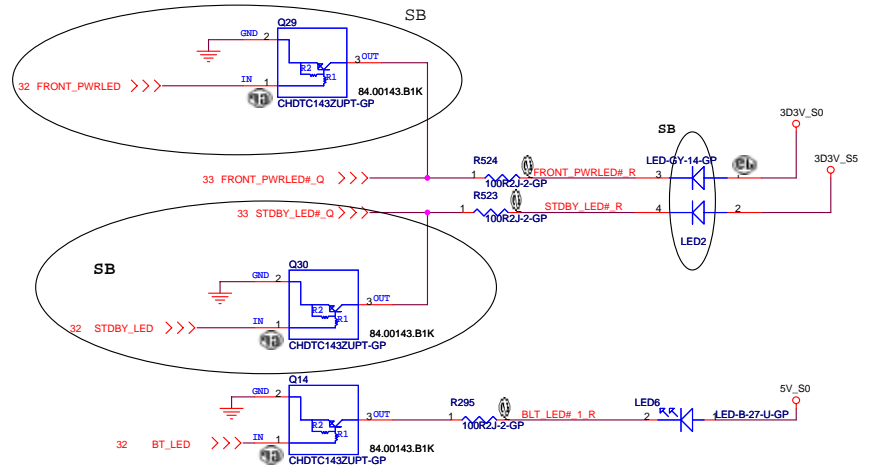 SB
Q29
GND 2
3 OUT
R2
R1
32 FRONT_PWRLED
IN 1
84.00143.B1K
CHDTC143ZUPT-GP
3D3V_S0
SB
3D3V_S5
R524
LED-GY-14-GP
33 FRONT_PWRLED#_Q
1
FRONT_PWRLED#_R
3
100R2J-2-GP
R523
33 STDBY_LED#_Q
1
STDBY_LED#_R
4
2
100R2J-2-GP
LED2
SB
Q30
GND 2
3 OUT
R2
R1
32 STDBY_LED
IN 1
84.00143.B1K
CHDTC143ZUPT-GP
Q14
GND 2
3 OUT
R2
R1
32 BT_LED
IN 1
84.00143.B1K
CHDTC143ZUPT-GP
R295
1
100R2J-2-GP
BLT_LED#_1_R
LED6
2
1
LED-B-27-U-GP
5V_S0